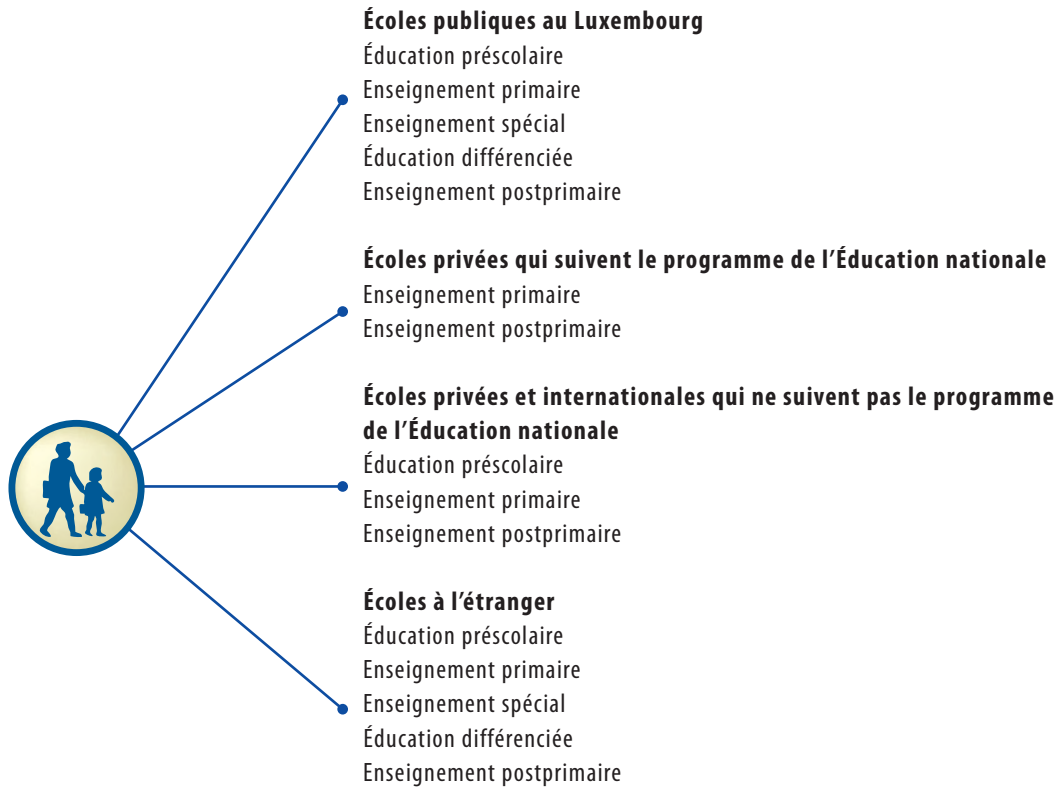 Écoles publiques au Luxembourg
Éducation préscolaire
Enseignement primaire
Enseignement spécial
Éducation différenciée
Enseignement postprimaire
Écoles privées qui suivent le programme de l’Éducation nationale
Enseignement primaire
Enseignement postprimaire
Écoles privées et internationales qui ne suivent pas le programme
de l’Éducation nationale
Éducation préscolaire
Enseignement primaire
Enseignement postprimaire
Écoles à l’étranger
Éducation préscolaire
Enseignement primaire
Enseignement spécial
Éducation différenciée
Enseignement postprimaire